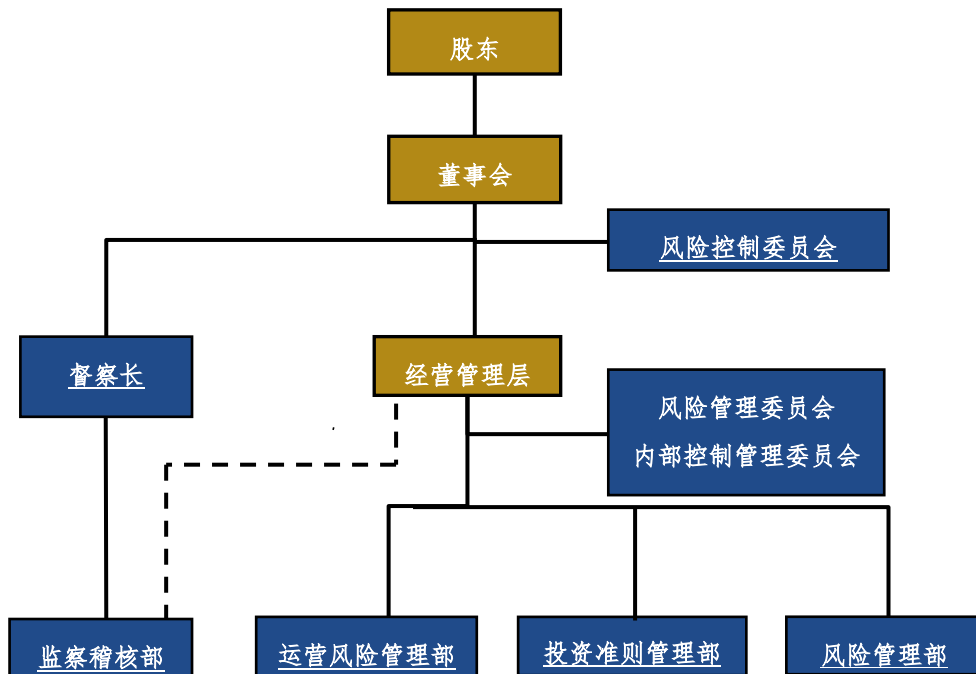 股东
董事会
风险控制委员会
督察长
经营管理层
风险管理委员会
内部控制管理委员会
监察稽核部
运营风险管理部
投资准则管理部
风险管理部